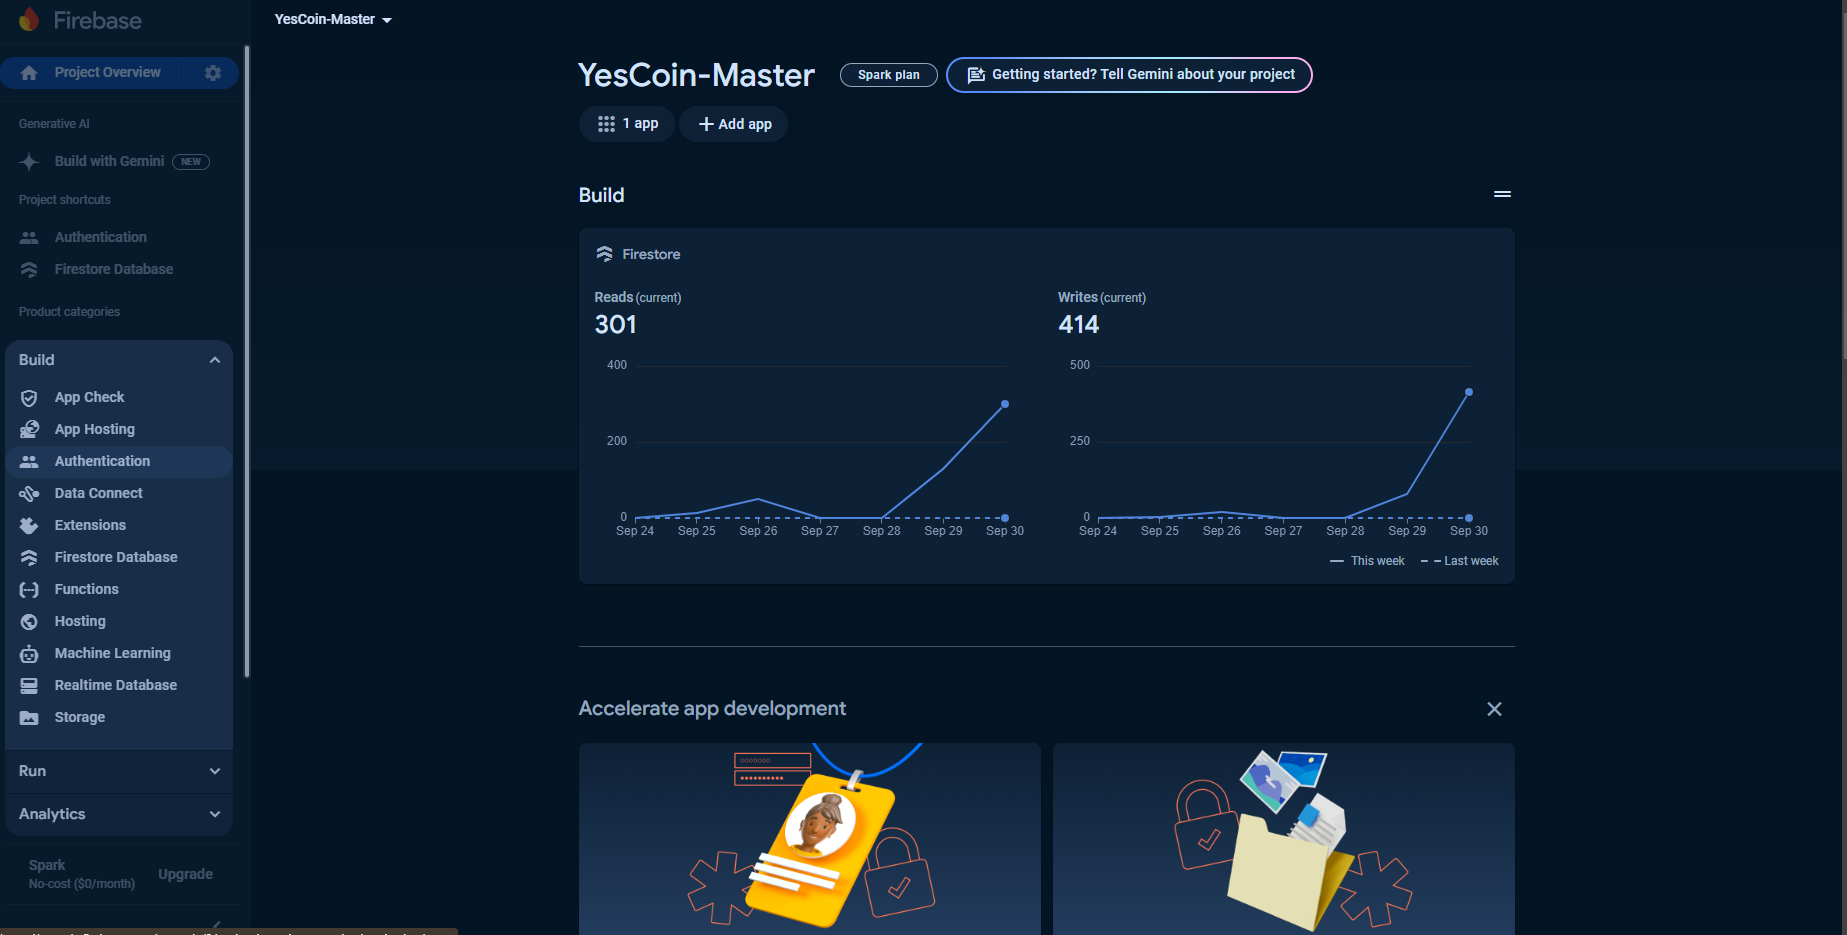 Firebase
Project Overview
Generative AI
Build with Gemini NEW
Project shortcuts
Authentication
Firestore Database
Product categories
Build
App Check
App Hosting
Authentication
Data Connect
Extensions
Firestore Database
Functions
Hosting
Machine Learning
Realtime Database
Storage
Run
Analytics
Spark
No-cost ($0/month)
Upgrade
YesCoin-Master
YesCoin-Master Spark plan Getting started? Tell Gemini about your project
1 app + Add app
Build
Firestore
Reads (current)
301
400
200
0
Sep 24 Sep 25 Sep 26 Sep 27 Sep 28 Sep 29 Sep 30
Writes (current)
414
500
250
0
Sep 24 Sep 25 Sep 26 Sep 27 Sep 28 Sep 29 Sep 30
This week Last week
Accelerate app development